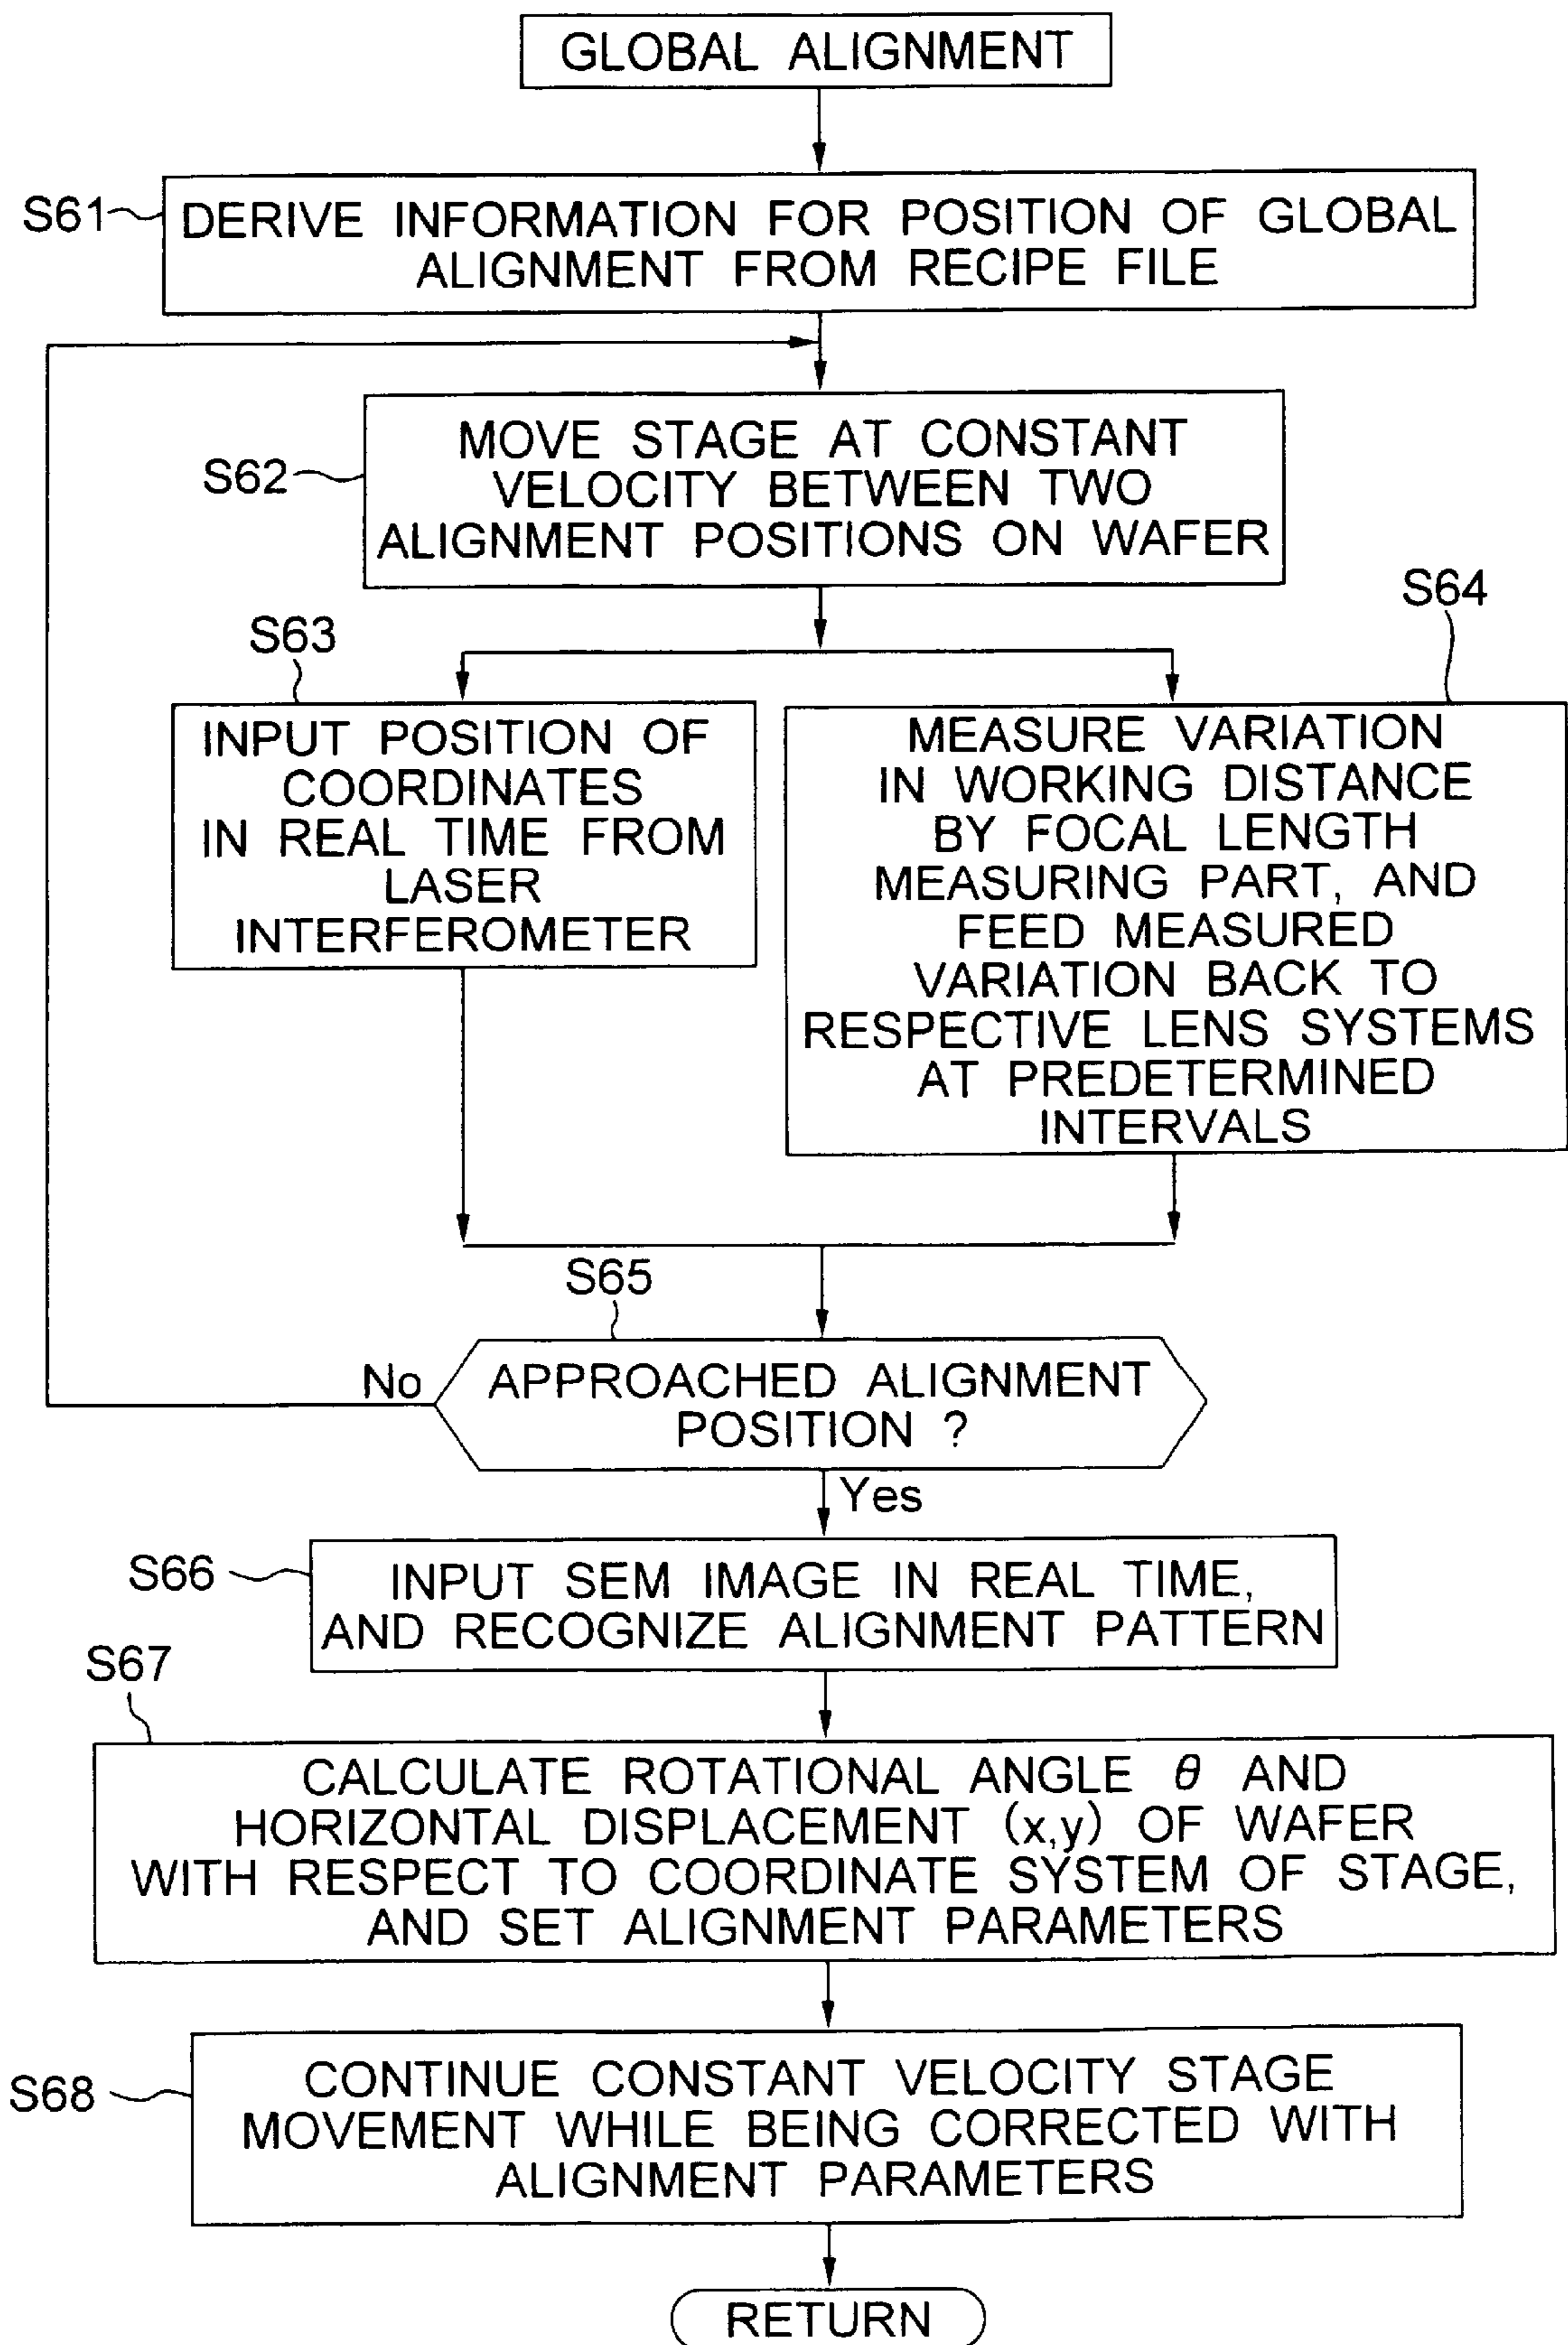 GLOBAL ALIGNMENT
S61
DERIVE INFORMATION FOR POSITION OF GLOBAL
ALIGNMENT FROM RECIPE FILE
S62
MOVE STAGE AT CONSTANT
VELOCITY BETWEEN TWO
ALIGNMENT POSITIONS ON WAFER
S63
INPUT POSITION OF
COORDINATES
IN REAL TIME FROM
LASER
INTERFEROMETER
S64
MEASURE VARIATION
IN WORKING DISTANCE
BY FOCAL LENGTH
MEASURING PART, AND
FEED MEASURED
VARIATION BACK TO
RESPECTIVE LENS SYSTEMS
AT PREDETERMINED
INTERVALS
S65
No
APPROACHED ALIGNMENT
POSITION ?
Yes
S66
INPUT SEM IMAGE IN REAL TIME,
AND RECOGNIZE ALIGNMENT PATTERN
S67
CALCULATE ROTATIONAL ANGLE θ AND
HORIZONTAL DISPLACEMENT (x,y) OF WAFER
WITH RESPECT TO COORDINATE SYSTEM OF STAGE,
AND SET ALIGNMENT PARAMETERS
S68
CONTINUE CONSTANT VELOCITY STAGE
MOVEMENT WHILE BEING CORRECTED WITH
ALIGNMENT PARAMETERS
RETURN